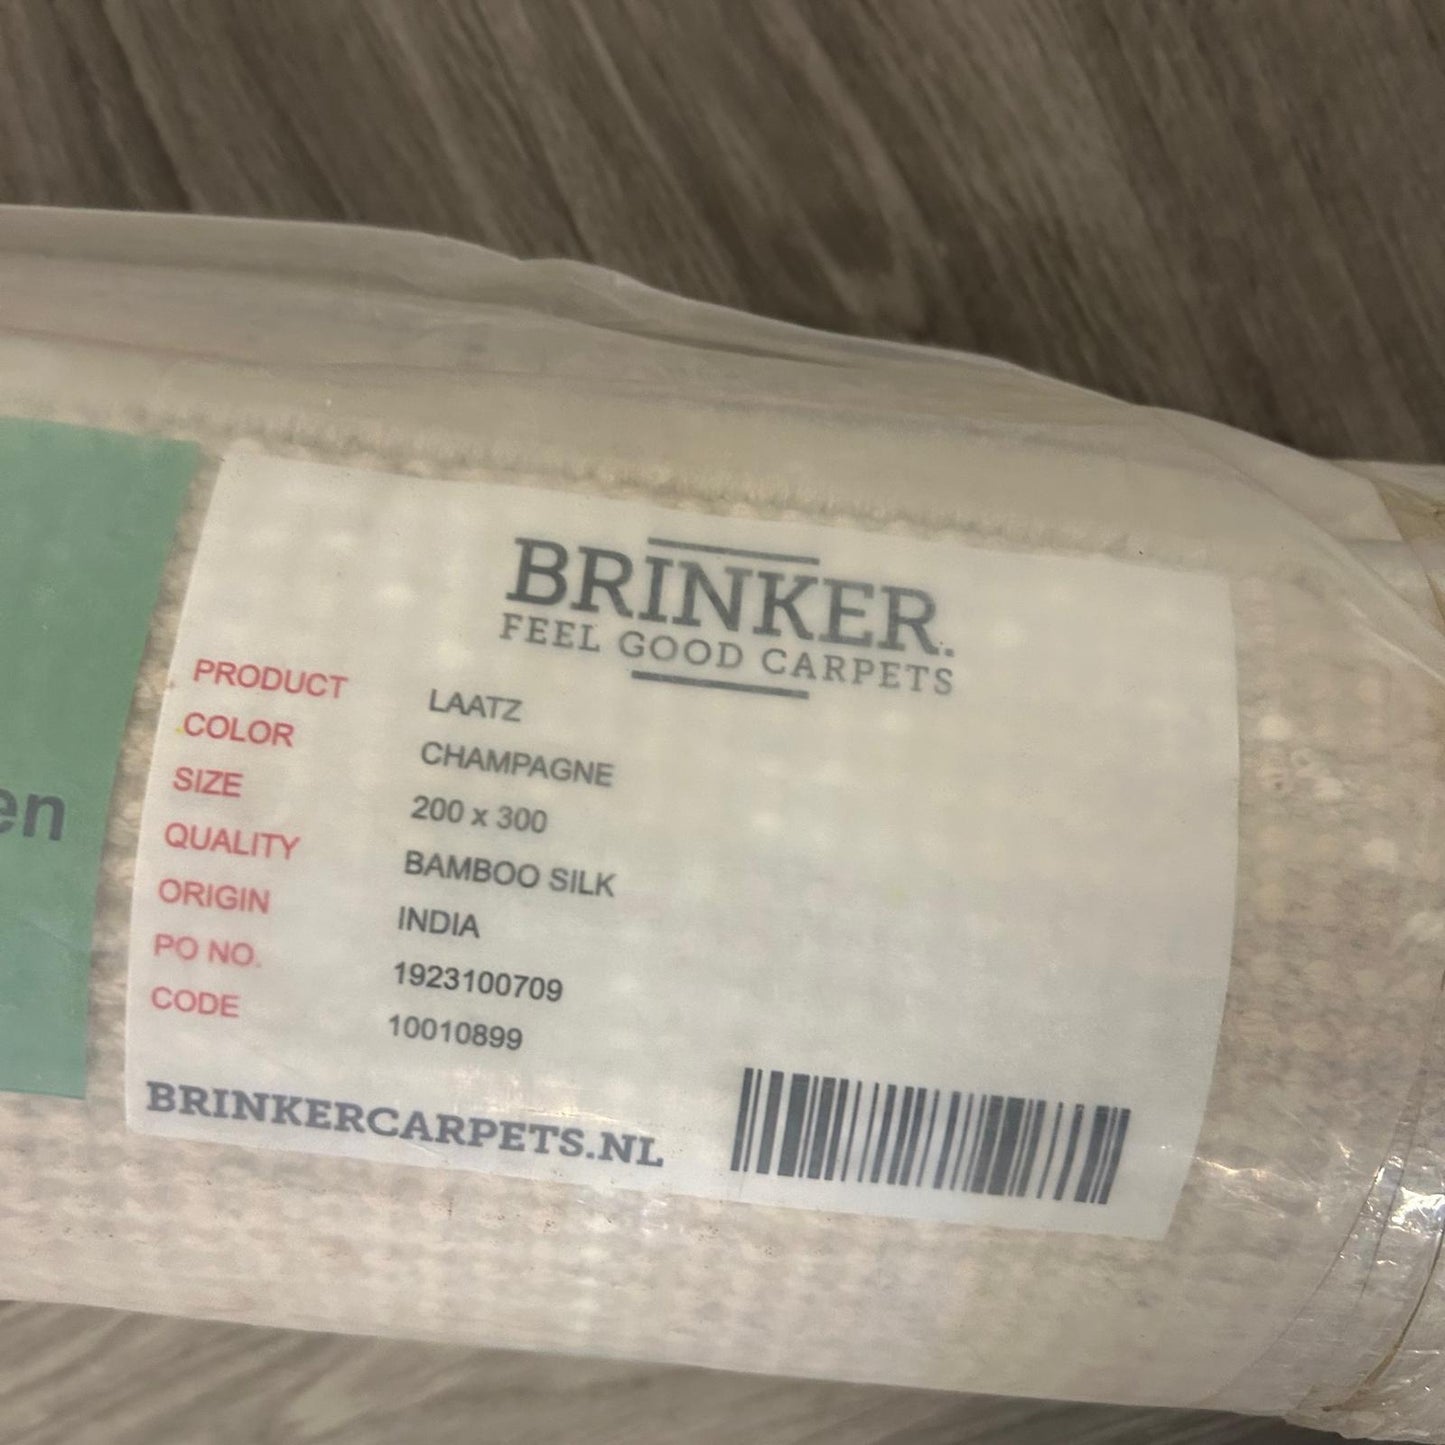 BRINKER.
FEEL GOOD CARPETS
PRODUCT LAATZ
COLOR CHAMPAGNE
SIZE 200 x 300
QUALITY BAMBOO SILK
ORIGIN INDIA
PO NO. 1923100709
CODE 10010899
BRINKERCARPETS.NL
en